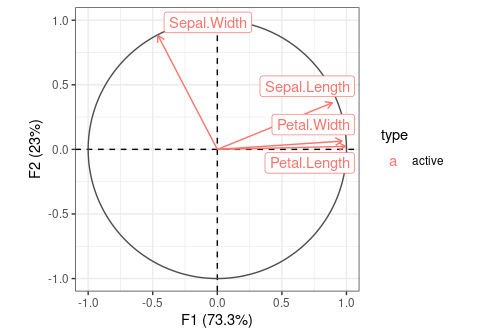 1.0
0.5
0.0
-0.5
-1.0
F2 (23%)
Sepal.Width
Sepal.Length
Petal.Width
Petal.Length
-1.0
-0.5
0.0
0.5
1.0
F1 (73.3%)
type
a active